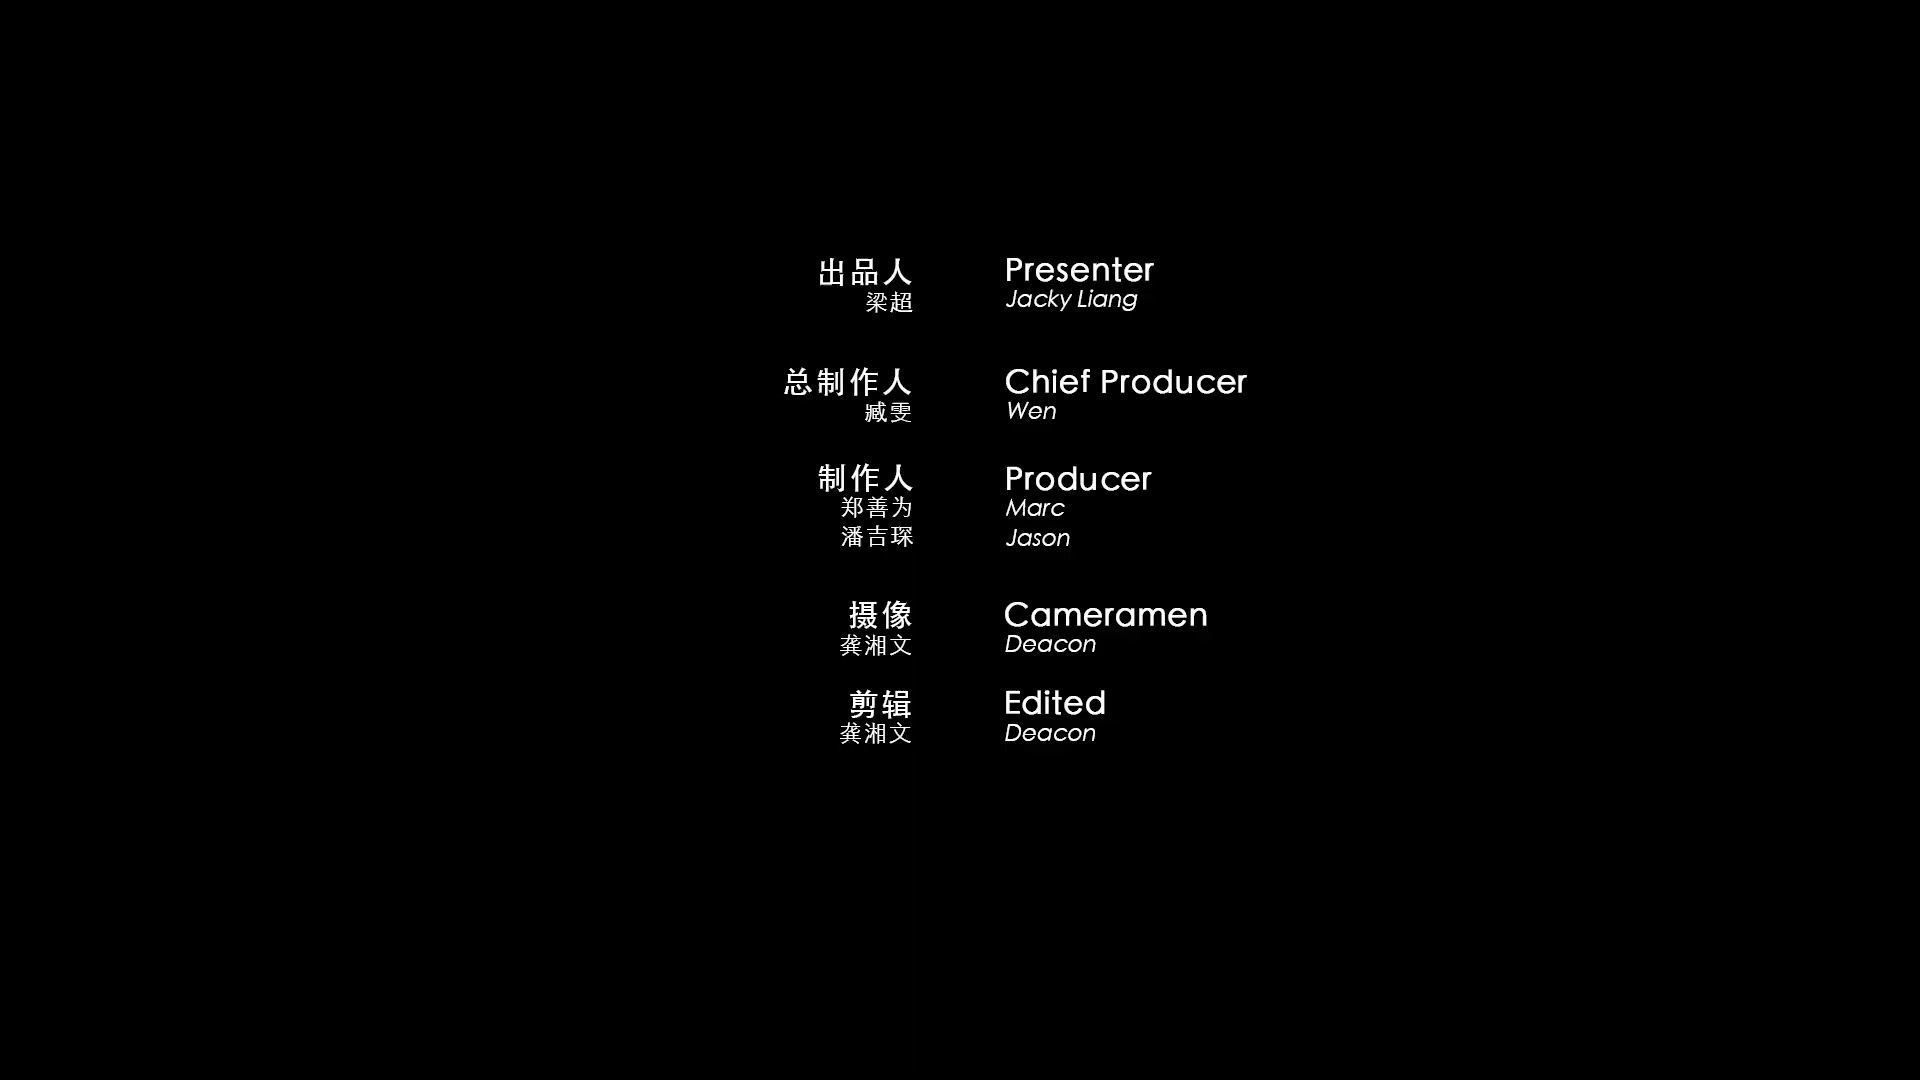 出品人 Presenter
梁超 Jacky Liang
总制作人 Chief Producer
臧雯 Wen
制作人 Producer
郑善为 Marc
潘吉琛 Jason
摄像 Cameramen
龚湘文 Deacon
剪辑 Edited
龚湘文 Deacon